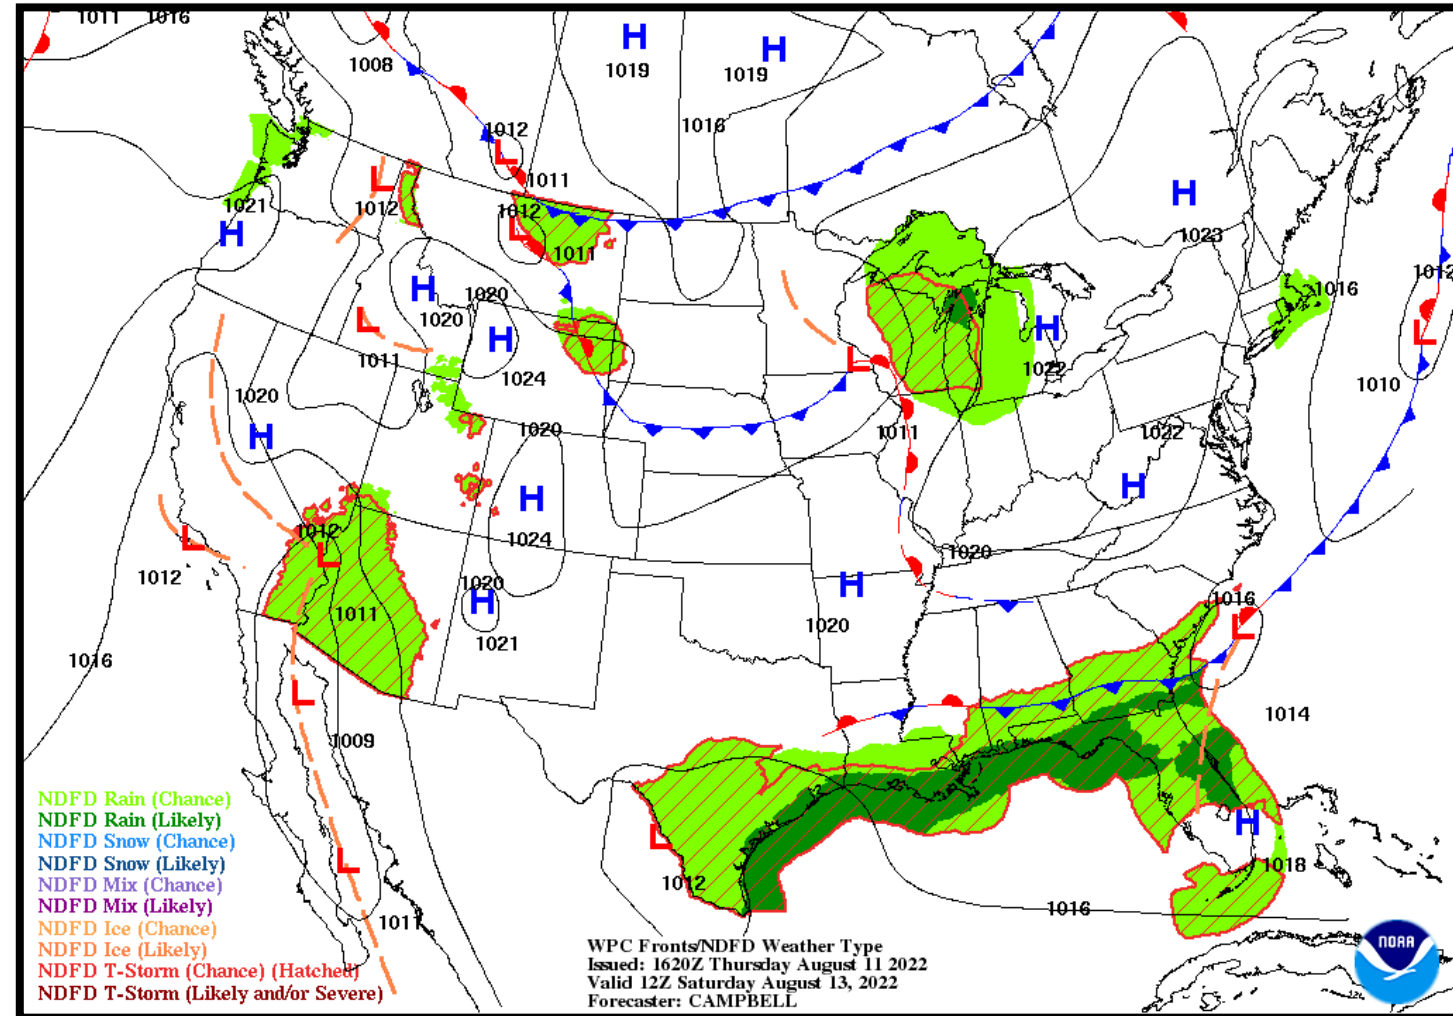 1011 1016
H H
1008 1019 1019
1012 1016
L
1011
L H
1021 1012 1012 1023
H L
1011 1012
H 1020 1016
1020 H H L
L L
1011 1024 1022 1010
1020
1020 1011 1022
H
H H
1012 1024 1020
L L
1012 1020 H
H 1016
1011 1020 L
1021
1016
L
1014
1009
H
L
L 1018
1012
1016
1011
NDFD Rain (Chance)
NDFD Rain (Likely)
NDFD Snow (Chance)
NDFD Snow (Likely)
NDFD Mix (Chance)
NDFD Mix (Likely)
NDFD Ice (Chance)
NDFD Ice (Likely)
NDFD T-Storm (Chance) (Hatched)
NDFD T-Storm (Likely and/or Severe)
WPC Fronts/NDFD Weather Type
Issued: 1620Z Thursday August 11 2022
Valid 12Z Saturday August 13, 2022
Forecaster: CAMPBELL
NOAA